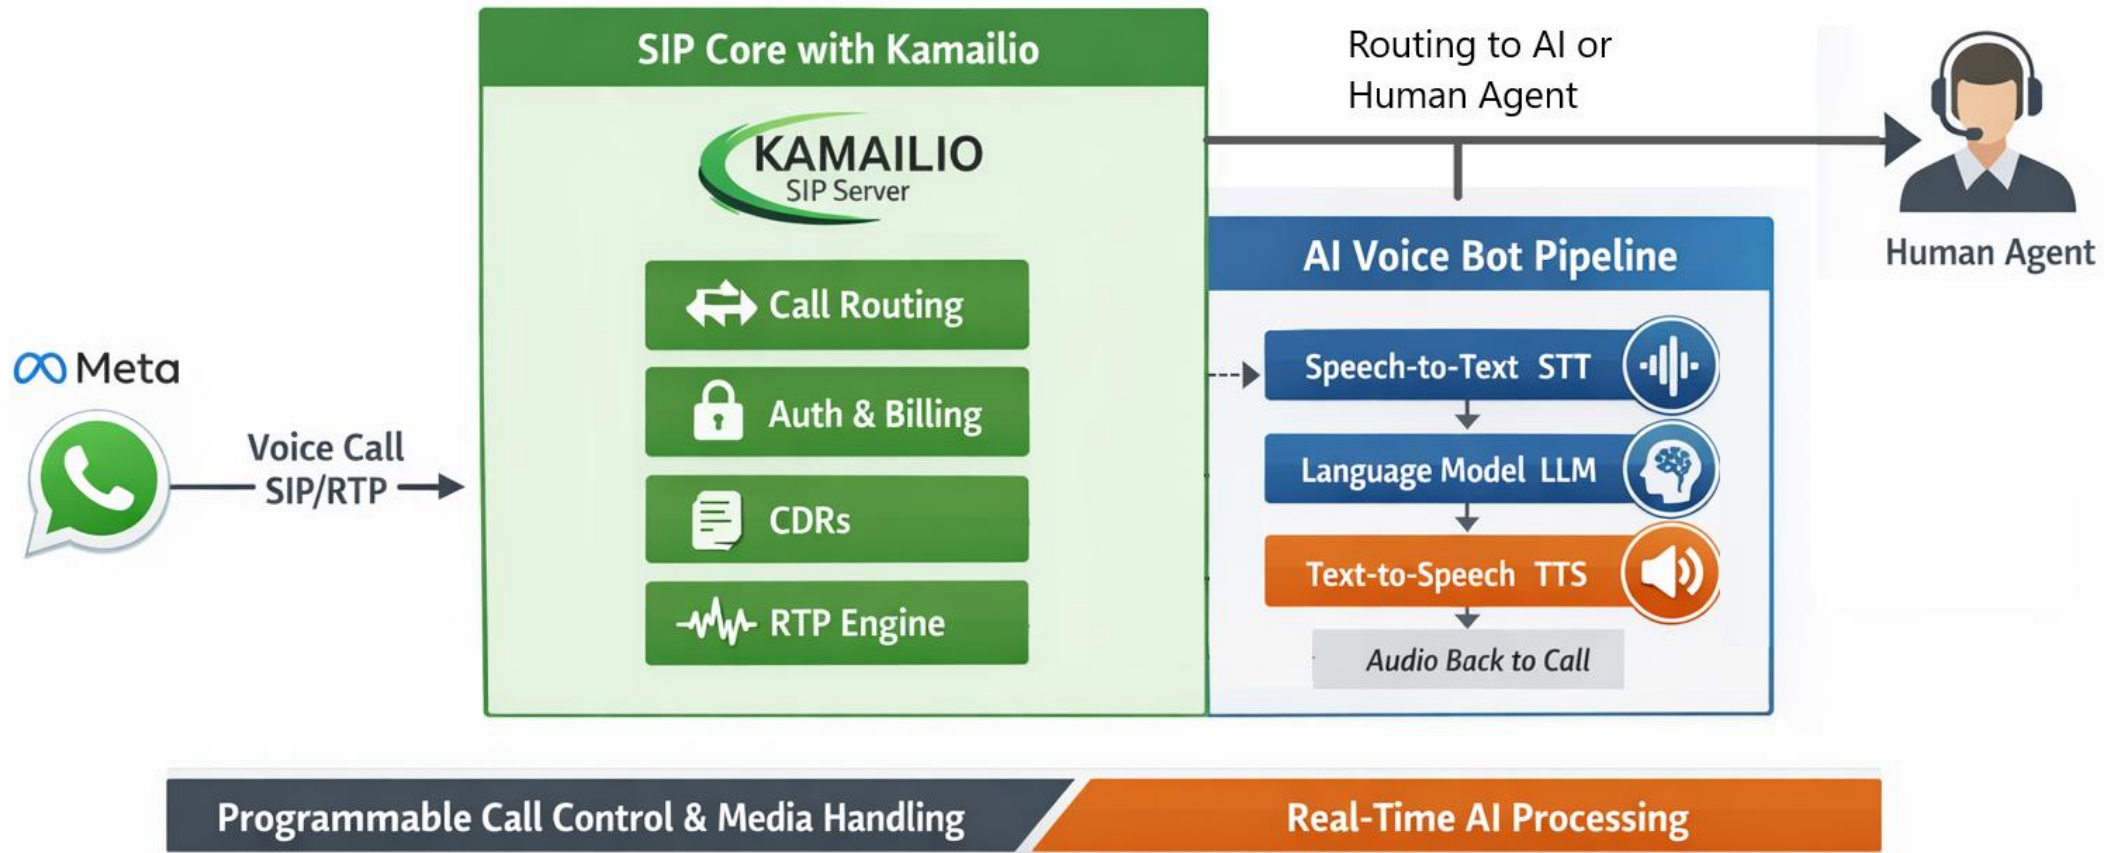 SIP Core with Kamailio
KAMAILIO
SIP Server
Call Routing
Auth & Billing
CDRs
RTP Engine
Meta
Voice Call
SIP/RTP
Routing to AI or
Human Agent
Human Agent
AI Voice Bot Pipeline
Speech-to-Text STT
Language Model LLM
Text-to-Speech TTS
Audio Back to Call
Programmable Call Control & Media Handling
Real-Time AI Processing